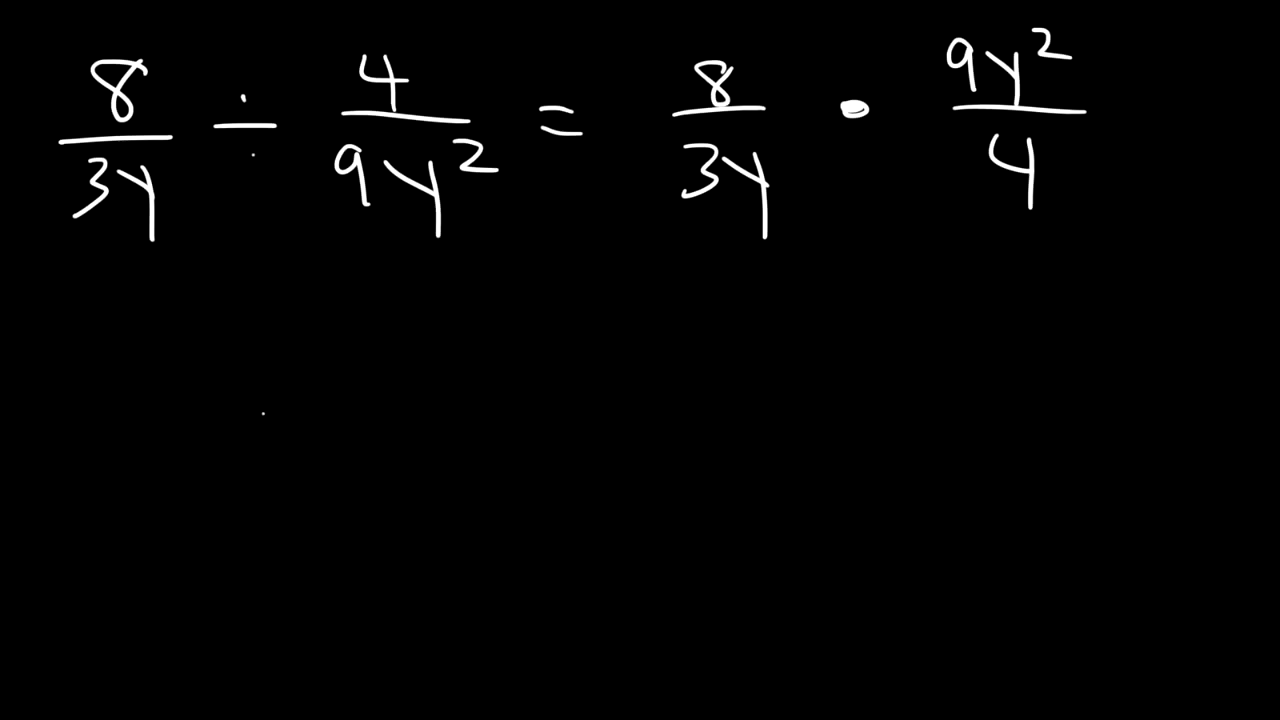 8/3y ÷ 4/9y² = 8/3y • 9y²/4